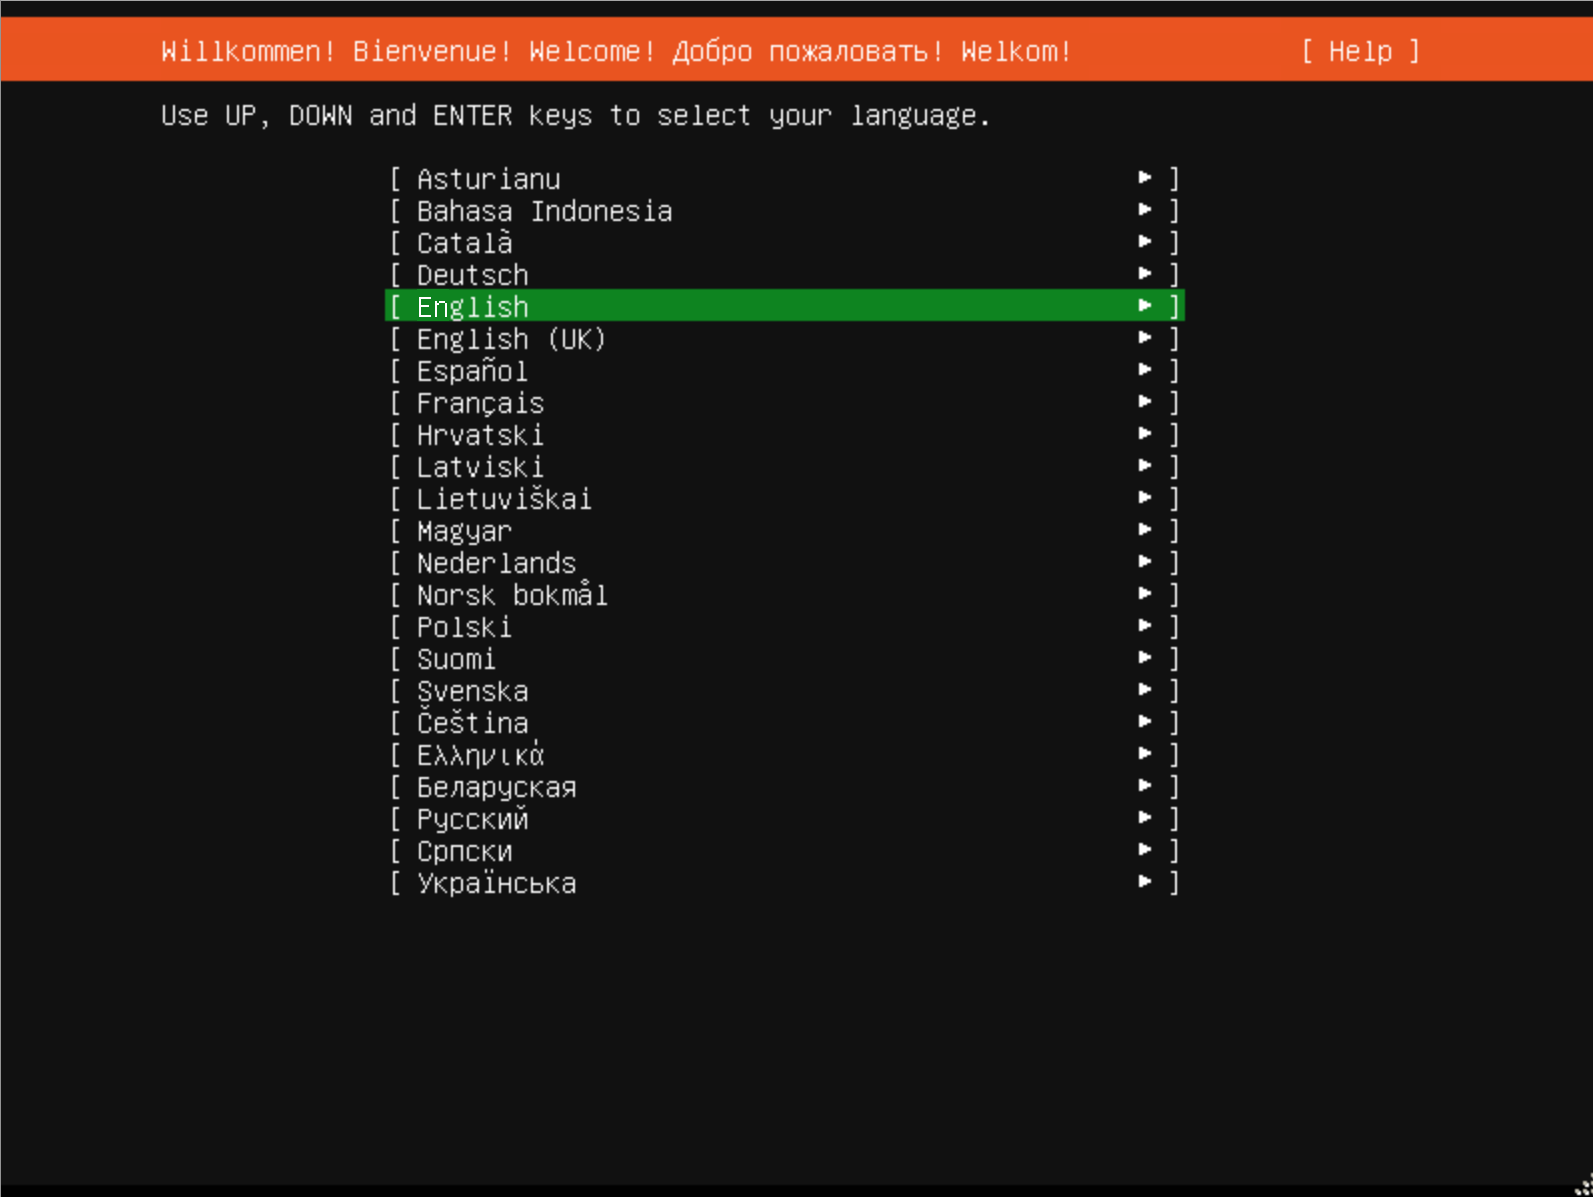 Willkommen! Bienvenue! Welcome! Добро пожаловать! Welkom! [ Help ]
Use UP, DOWN and ENTER keys to select your language.
[ Asturianu ► ]
[ Bahasa Indonesia ► ]
[ Català ► ]
[ Deutsch ► ]
[ English ► ]
[ English (UK) ► ]
[ Español ► ]
[ Français ► ]
[ Hrvatski ► ]
[ Latviski ► ]
[ Lietuviškai ► ]
[ Magyar ► ]
[ Nederlands ► ]
[ Norsk bokmål ► ]
[ Polski ► ]
[ Suomi ► ]
[ Svenska ► ]
[ Čeština ► ]
[ Ελληνικά ► ]
[ Беларуская ► ]
[ Русский ► ]
[ Српски ► ]
[ Українська ► ]